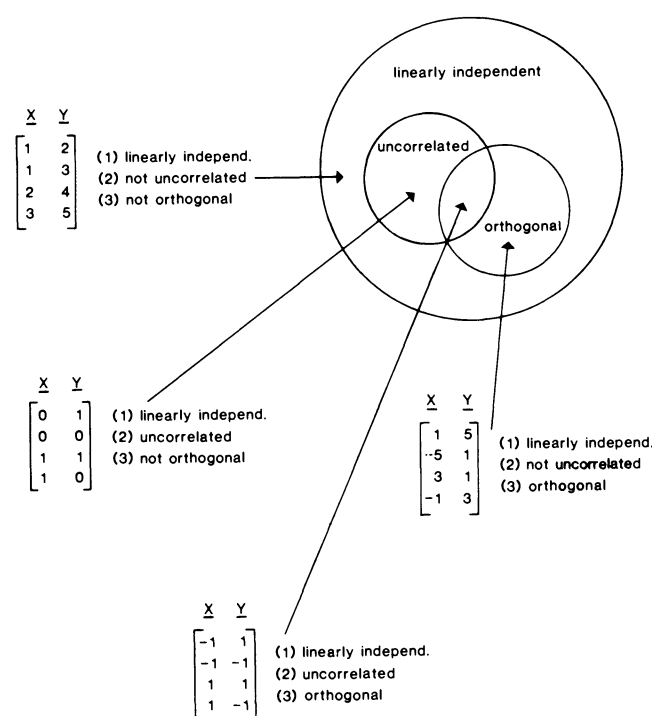 linearly independent
uncorrelated
orthogonal
X Y
1 2
1 3
2 4
3 5
(1) linearly independ.
(2) not uncorrelated
(3) not orthogonal
X Y
0 1
0 0
1 1
1 0
(1) linearly independ.
(2) uncorrelated
(3) not orthogonal
X Y
1 5
-5 1
3 1
-1 3
(1) linearly independ.
(2) not uncorrelated
(3) orthogonal
X Y
-1 1
-1 -1
1 1
1 -1
(1) linearly independ.
(2) uncorrelated
(3) orthogonal